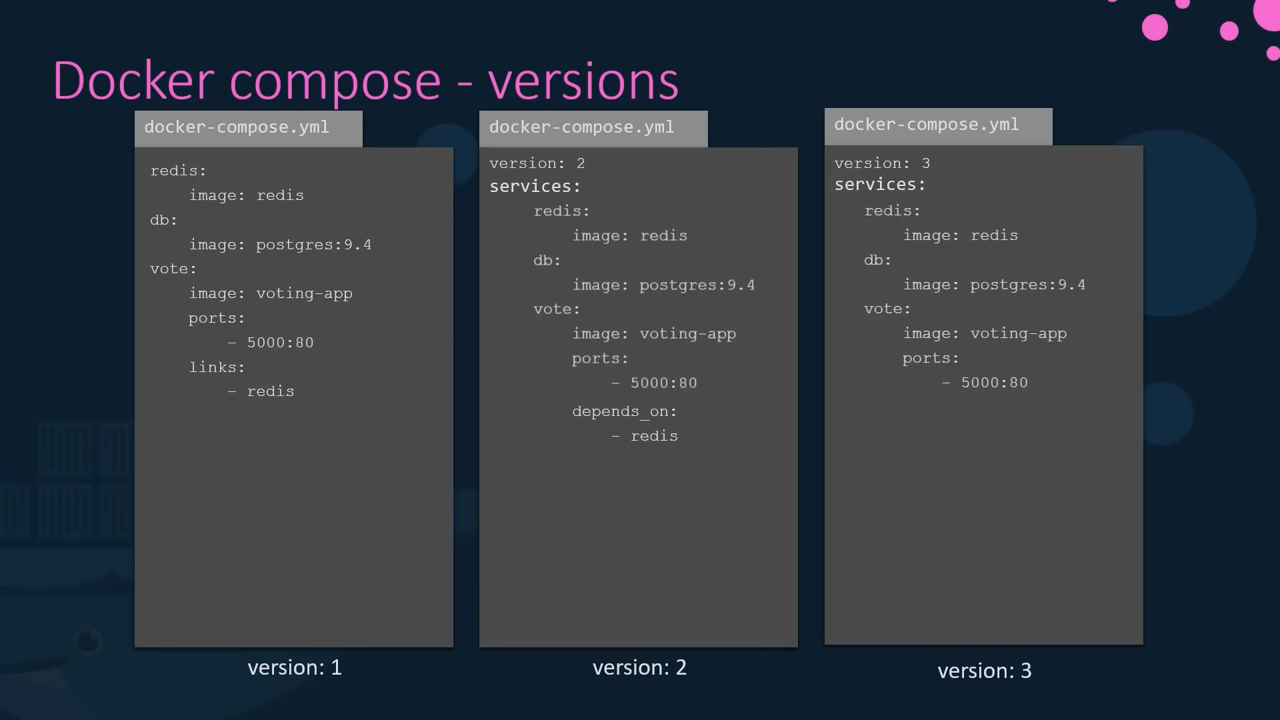 Docker compose - versions
docker-compose.yml
redis:
image: redis
db:
image: postgres:9.4
vote:
image: voting-app
ports:
- 5000:80
links:
- redis
version: 1
docker-compose.yml
version: 2
services:
redis:
image: redis
db:
image: postgres:9.4
vote:
image: voting-app
ports:
- 5000:80
depends_on:
- redis
version: 2
docker-compose.yml
version: 3
services:
redis:
image: redis
db:
image: postgres:9.4
vote:
image: voting-app
ports:
- 5000:80
version: 3